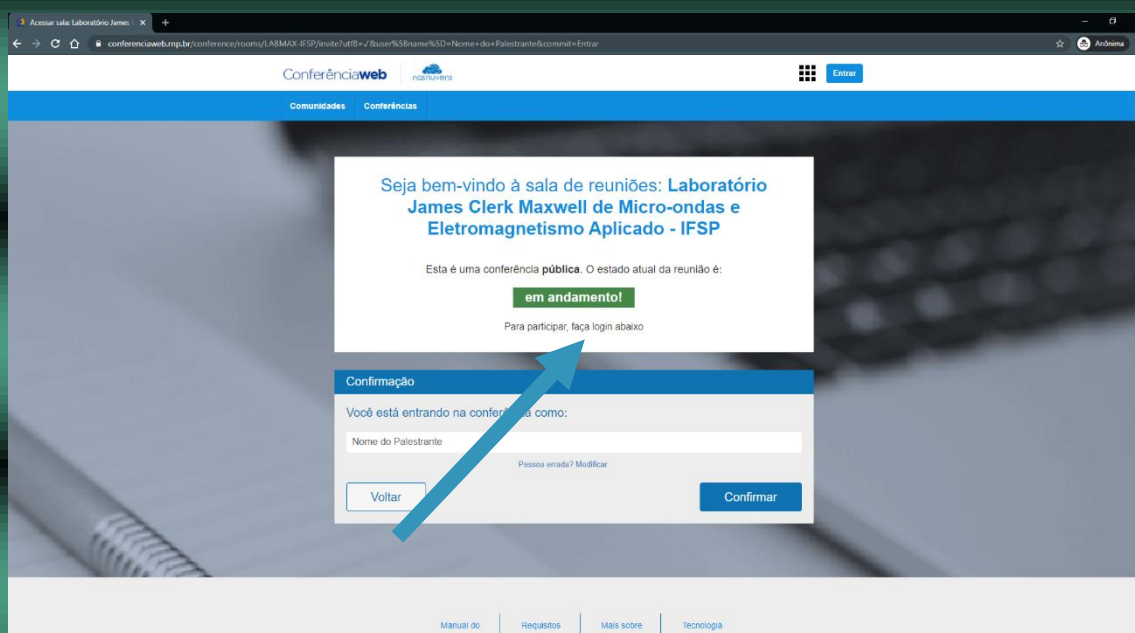 Acessar sala: Laboratório James C
conferenciaweb.rnp.br/conference/rooms/LABMAX-IFSP/invite?utf8=✓&user%5Bname%5D=Nome+do+Palestrante&commit=Entrar
Anônima
Conferênciaweb nasnuvens Entrar
Comunidades Conferências
Seja bem-vindo à sala de reuniões: Laboratório
James Clerk Maxwell de Micro-ondas e
Eletromagnetismo Aplicado - IFSP
Esta é uma conferência pública. O estado atual da reunião é:
em andamento!
Para participar, faça login abaixo
Confirmação
Você está entrando na conferência como:
Nome do Palestrante
Pessoa errada? Modificar
Voltar Confirmar
Manual do Requisitos Mais sobre Tecnologia